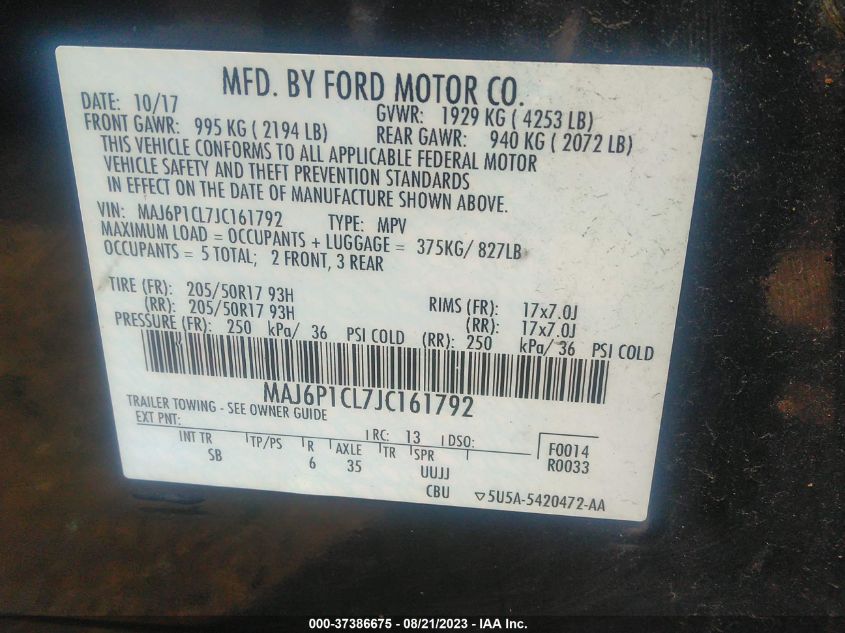 MFD. BY FORD MOTOR CO.
DATE: 10/17 GVWR: 1929 KG ( 4253 LB)
FRONT GAWR: 995 KG ( 2194 LB) REAR GAWR: 940 KG ( 2072 LB)
THIS VEHICLE CONFORMS TO ALL APPLICABLE FEDERAL MOTOR
VEHICLE SAFETY AND THEFT PREVENTION STANDARDS
IN EFFECT ON THE DATE OF MANUFACTURE SHOWN ABOVE.
VIN: MAJ6P1CL7JC161792 TYPE: MPV
MAXIMUM LOAD = OCCUPANTS + LUGGAGE = 375KG/ 827LB
OCCUPANTS = 5 TOTAL; 2 FRONT, 3 REAR
TIRE (FR): 205/50R17 93H RIMS (FR): 17x7.0J
(RR): 205/50R17 93H (RR): 17x7.0J
PRESSURE (FR): 250 kPa/ 36 PSI COLD (RR): 250 kPa/ 36 PSI COLD
MAJ6P1CL7JC161792
TRAILER TOWING - SEE OWNER GUIDE
EXT PNT: RC: 13 DSO: F0014
INT TR TP/PS R AXLE TR SPR R0033
SB 6 35 UUJJ
CBU 5U5A-5420472-AA
000-37386675 - 08/21/2023 - IAA Inc.